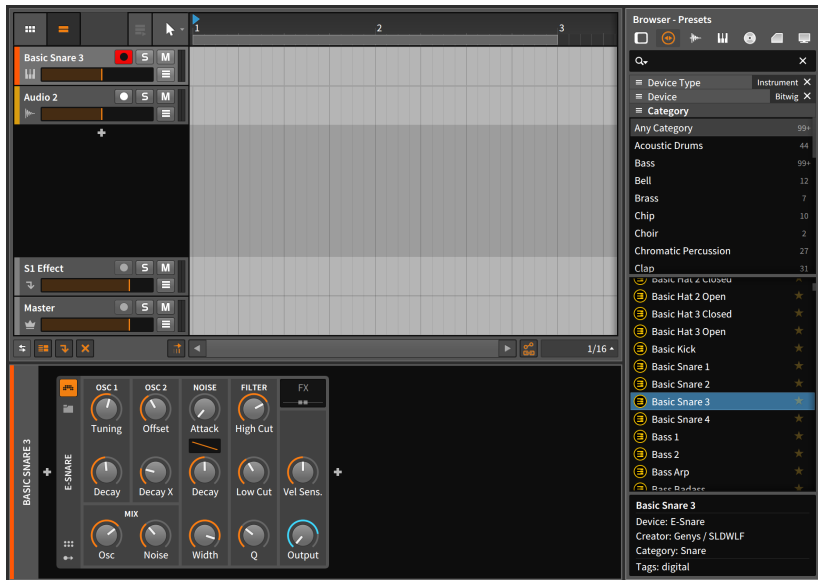 1
2
3
Basic Snare 3
S M
Audio 2
S M
S1 Effect
S M
Master
S M
1/16
BASIC SNARE 3
E-SNARE
OSC 1
OSC 2
NOISE
FILTER
FX
Tuning
Offset
Attack
High Cut
Decay
Decay X
Decay
Low Cut
Vel Sens.
MIX
Osc
Noise
Width
Q
Output
Browser - Presets
Device Type Instrument
Device Bitwig
Category
Any Category 99+
Acoustic Drums 44
Bass 99+
Bell 12
Brass 7
Chip 10
Choir 2
Chromatic Percussion 27
Clap 31
Basic Hat 2 Closed
Basic Hat 2 Open
Basic Hat 3 Closed
Basic Hat 3 Open
Basic Kick
Basic Snare 1
Basic Snare 2
Basic Snare 3
Basic Snare 4
Bass 1
Bass 2
Bass Arp
Bass Badass
Basic Snare 3
Device: E-Snare
Creator: Genys / SLDWLF
Category: Snare
Tags: digital